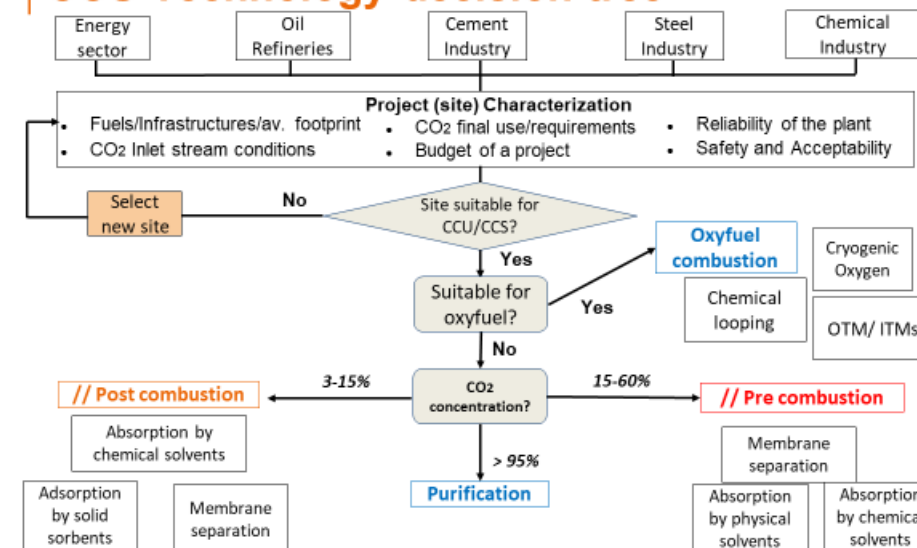 Energy
sector
Oil
Refineries
Cement
Industry
Steel
Industry
Chemical
Industry
Project (site) Characterization
• Fuels/Infrastructures/av. footprint
• CO2 Inlet stream conditions
• CO2 final use/requirements
• Budget of a project
• Reliability of the plant
• Safety and Acceptability
Select
new site
No
Site suitable for
CCU/CCS?
Yes
Suitable for
oxyfuel?
Yes
Oxyfuel
combustion
Cryogenic
Oxygen
Chemical
looping
OTM/ ITMs
No
CO2
concentration?
3-15%
// Post combustion
Absorption by
chemical solvents
Adsorption
by solid
sorbents
Membrane
separation
> 95%
Purification
15-60%
// Pre combustion
Membrane
separation
Absorption
by physical
solvents
Absorption
by chemica
solvents